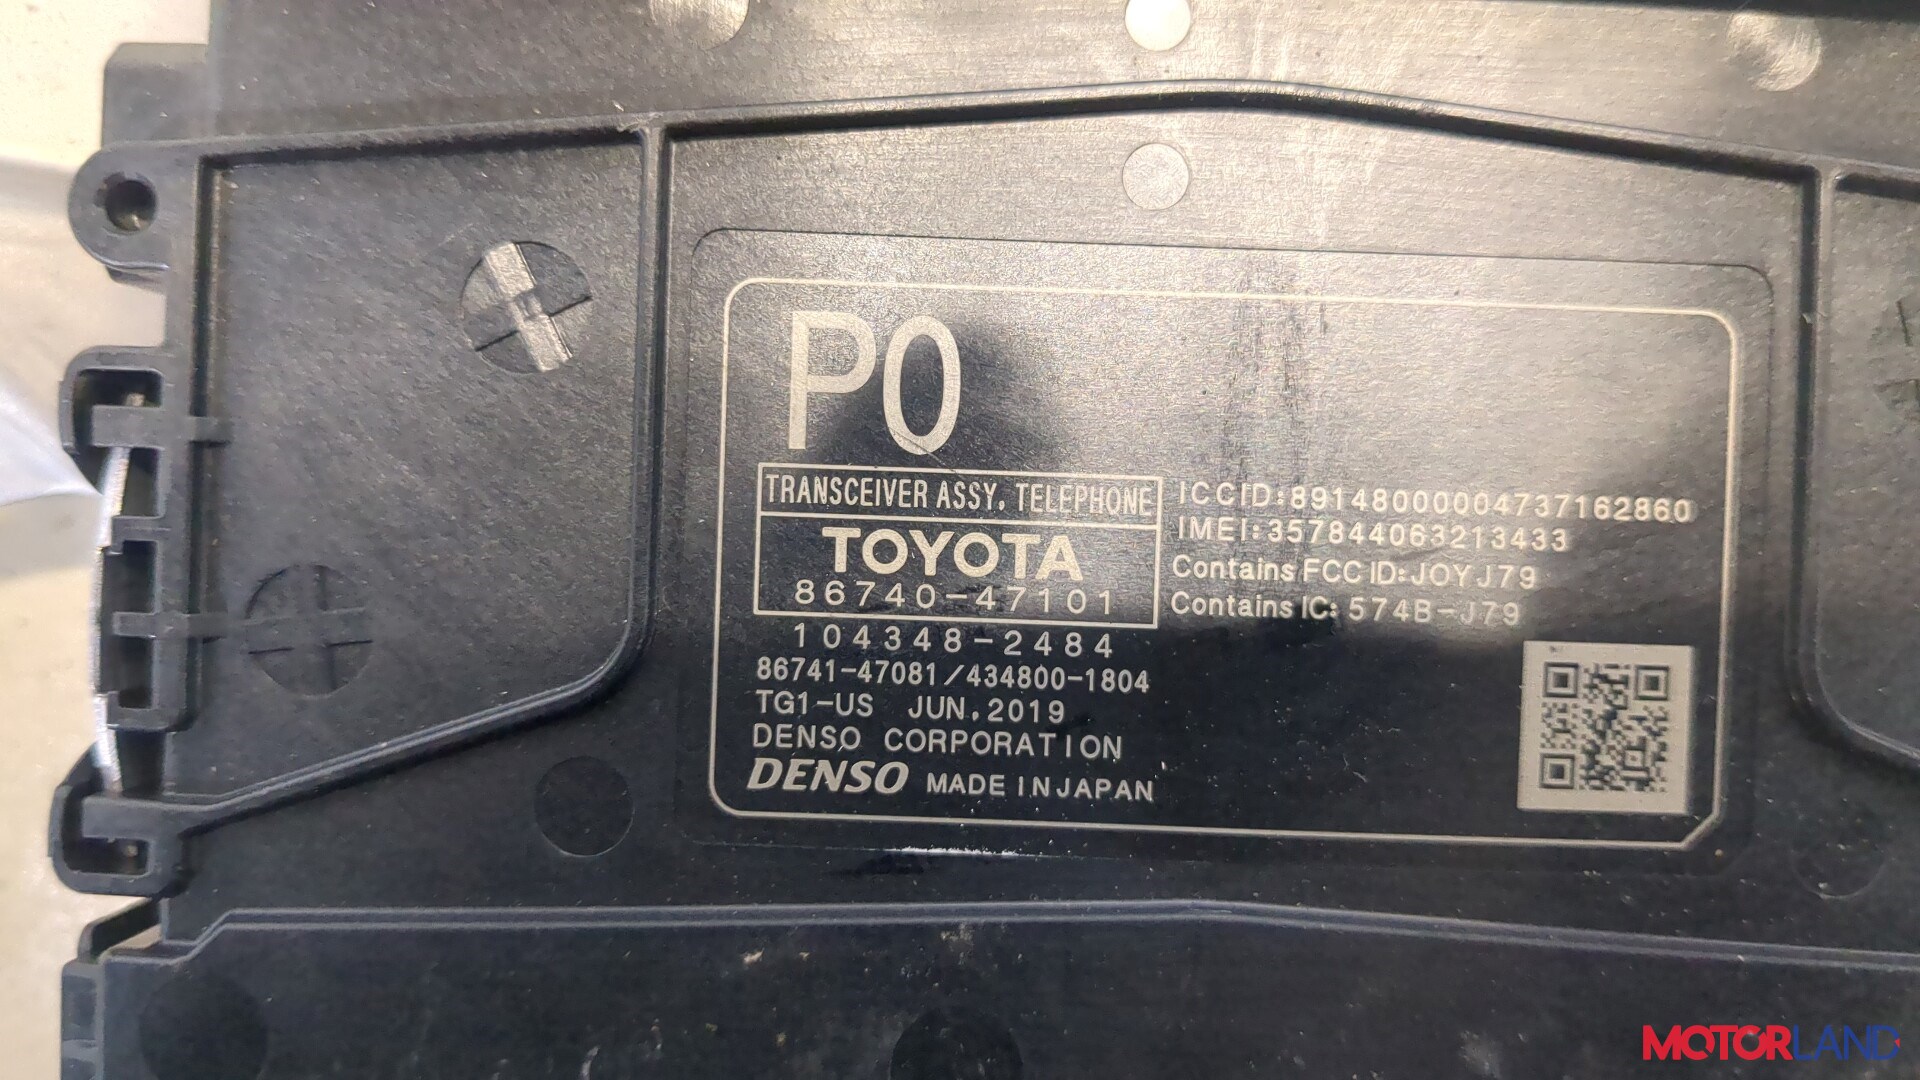 P0
TRANSCEIVER ASSY, TELEPHONE
TOYOTA
86740-47101
104348-2484
86741-47081/434800-1804
TG1-US JUN.2019
DENSO CORPORATION
DENSO MADE IN JAPAN
ICCID:89148000004737162860
IMEI:357844063213433
Contains FCC ID:JOYJ79
Contains IC: 574B-J79
MOTORLAND